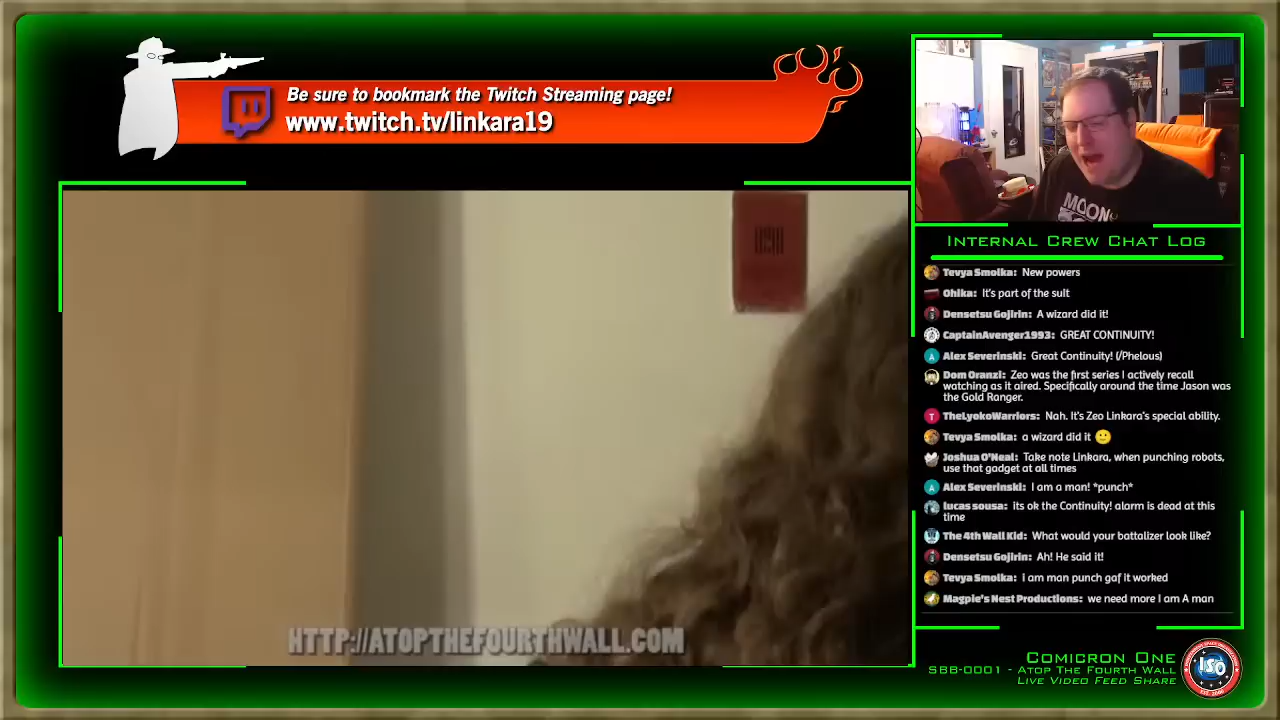 Be sure to bookmark the Twitch Streaming page!
www.twitch.tv/linkara19
MOON
Internal Crew Chat Log
Tevya Smolka: New powers
Ohika: It's part of the suit
Densetsu Gojirin: A wizard did it!
CaptainAvenger1993: GREAT CONTINUITY!
A Alex Severinski: Great Continuity! (/Phelous)
Dom Oranzi: Zeo was the first series I actively recall
watching as it aired. Specifically around the time Jason was
the Gold Ranger.
T TheLyokoWarriors: Nah. It's Zeo Linkara's special ability.
Tevya Smolka: a wizard did it 🙂
Joshua O'Neal: Take note Linkara, when punching robots,
use that gadget at all times
A Alex Severinski: I am a man! *punch*
lucas sousa: its ok the Continuity! alarm is dead at this
time
The 4th Wall Kid: What would your battalizer look like?
Densetsu Gojirin: Ah! He said it!
Tevya Smolka: i am man punch gaf it worked
Magpie's Nest Productions: we need more I am A man
HTTP://ATOPTHEFOURTHWALL.COM
Comicron One
SBB-0001 - Atop The Fourth Wall
Live Video Feed Share
ISO